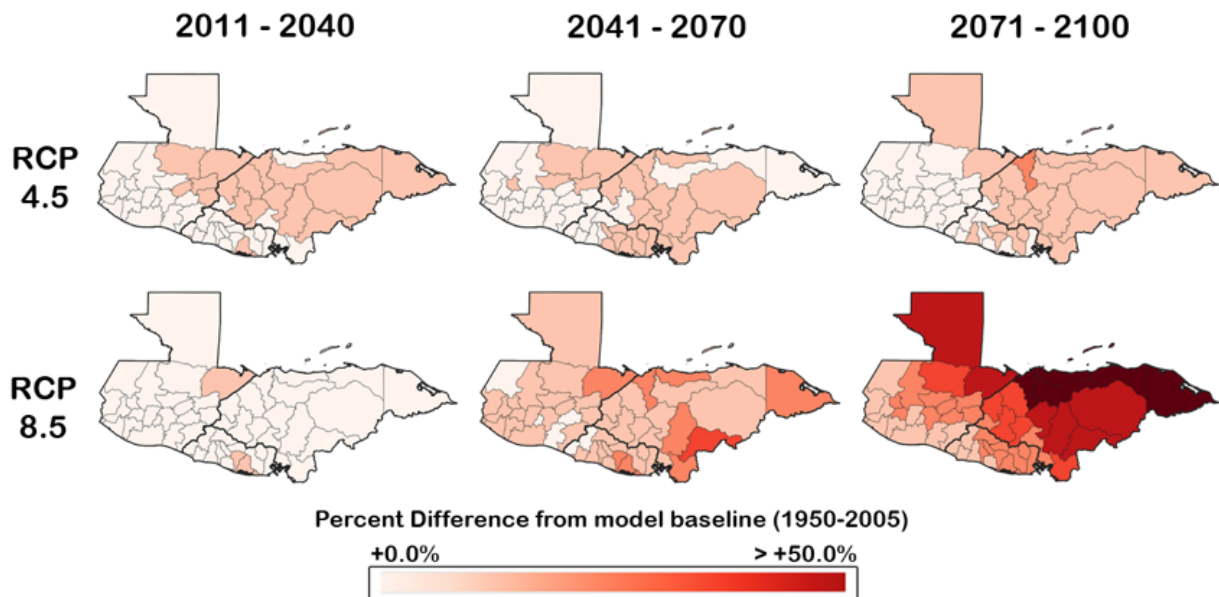 2011 - 2040
2041 - 2070
2071 - 2100
RCP
4.5
RCP
8.5
Percent Difference from model baseline (1950-2005)
+0.0%
> +50.0%